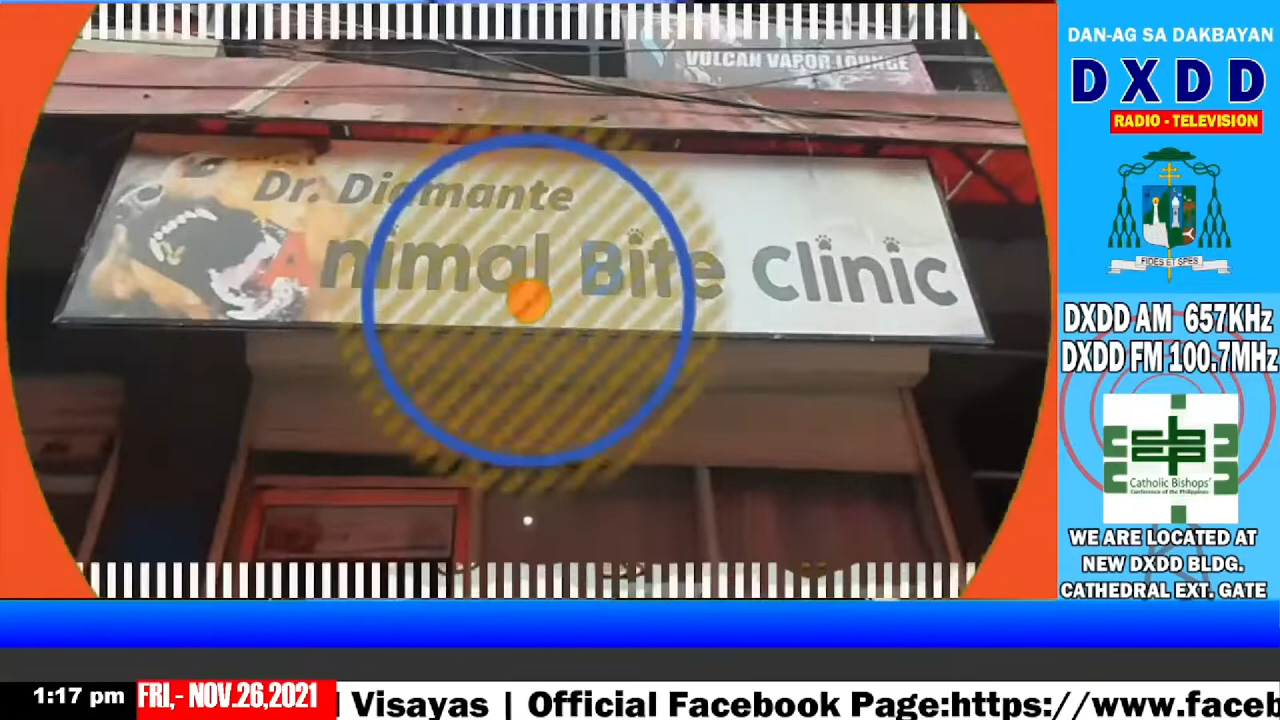 VULCAN VAPOR LOUNGE
Dr. Diamante
Animal Bite Clinic
DAN-AG SA DAKBAYAN
DXDD
RADIO - TELEVISION
FIDES ET SPES
DXDD AM 657KHz
DXDD FM 100.7MHz
cbcp
Catholic Bishops'
Conference of the Philippines
WE ARE LOCATED AT
NEW DXDD BLDG.
CATHEDRAL EXT. GATE
1:17 pm FRI,- NOV.26,2021 Visayas | Official Facebook Page:https://www.faceb